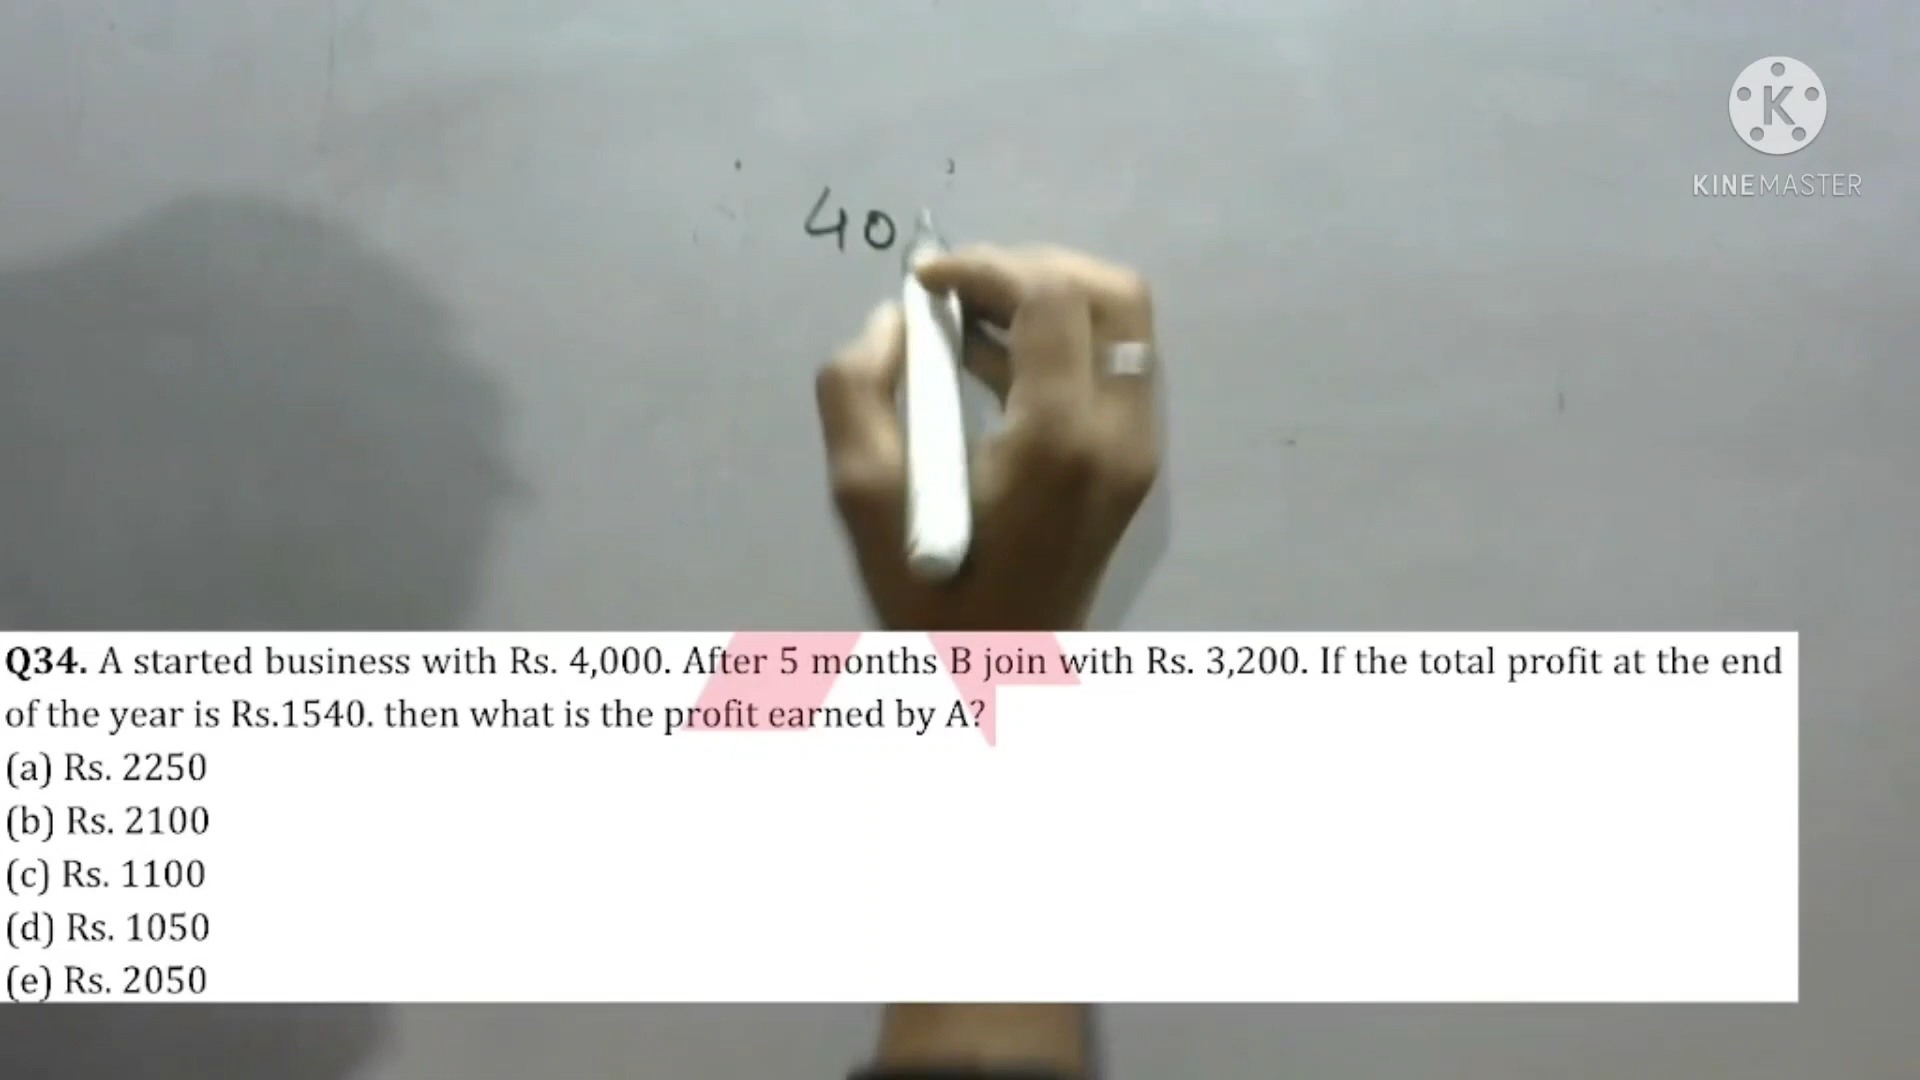 KINEMASTER
40
Q34. A started business with Rs. 4,000. After 5 months B join with Rs. 3,200. If the total profit at the end
of the year is Rs.1540. then what is the profit earned by A?
(a) Rs. 2250
(b) Rs. 2100
(c) Rs. 1100
(d) Rs. 1050
(e) Rs. 2050